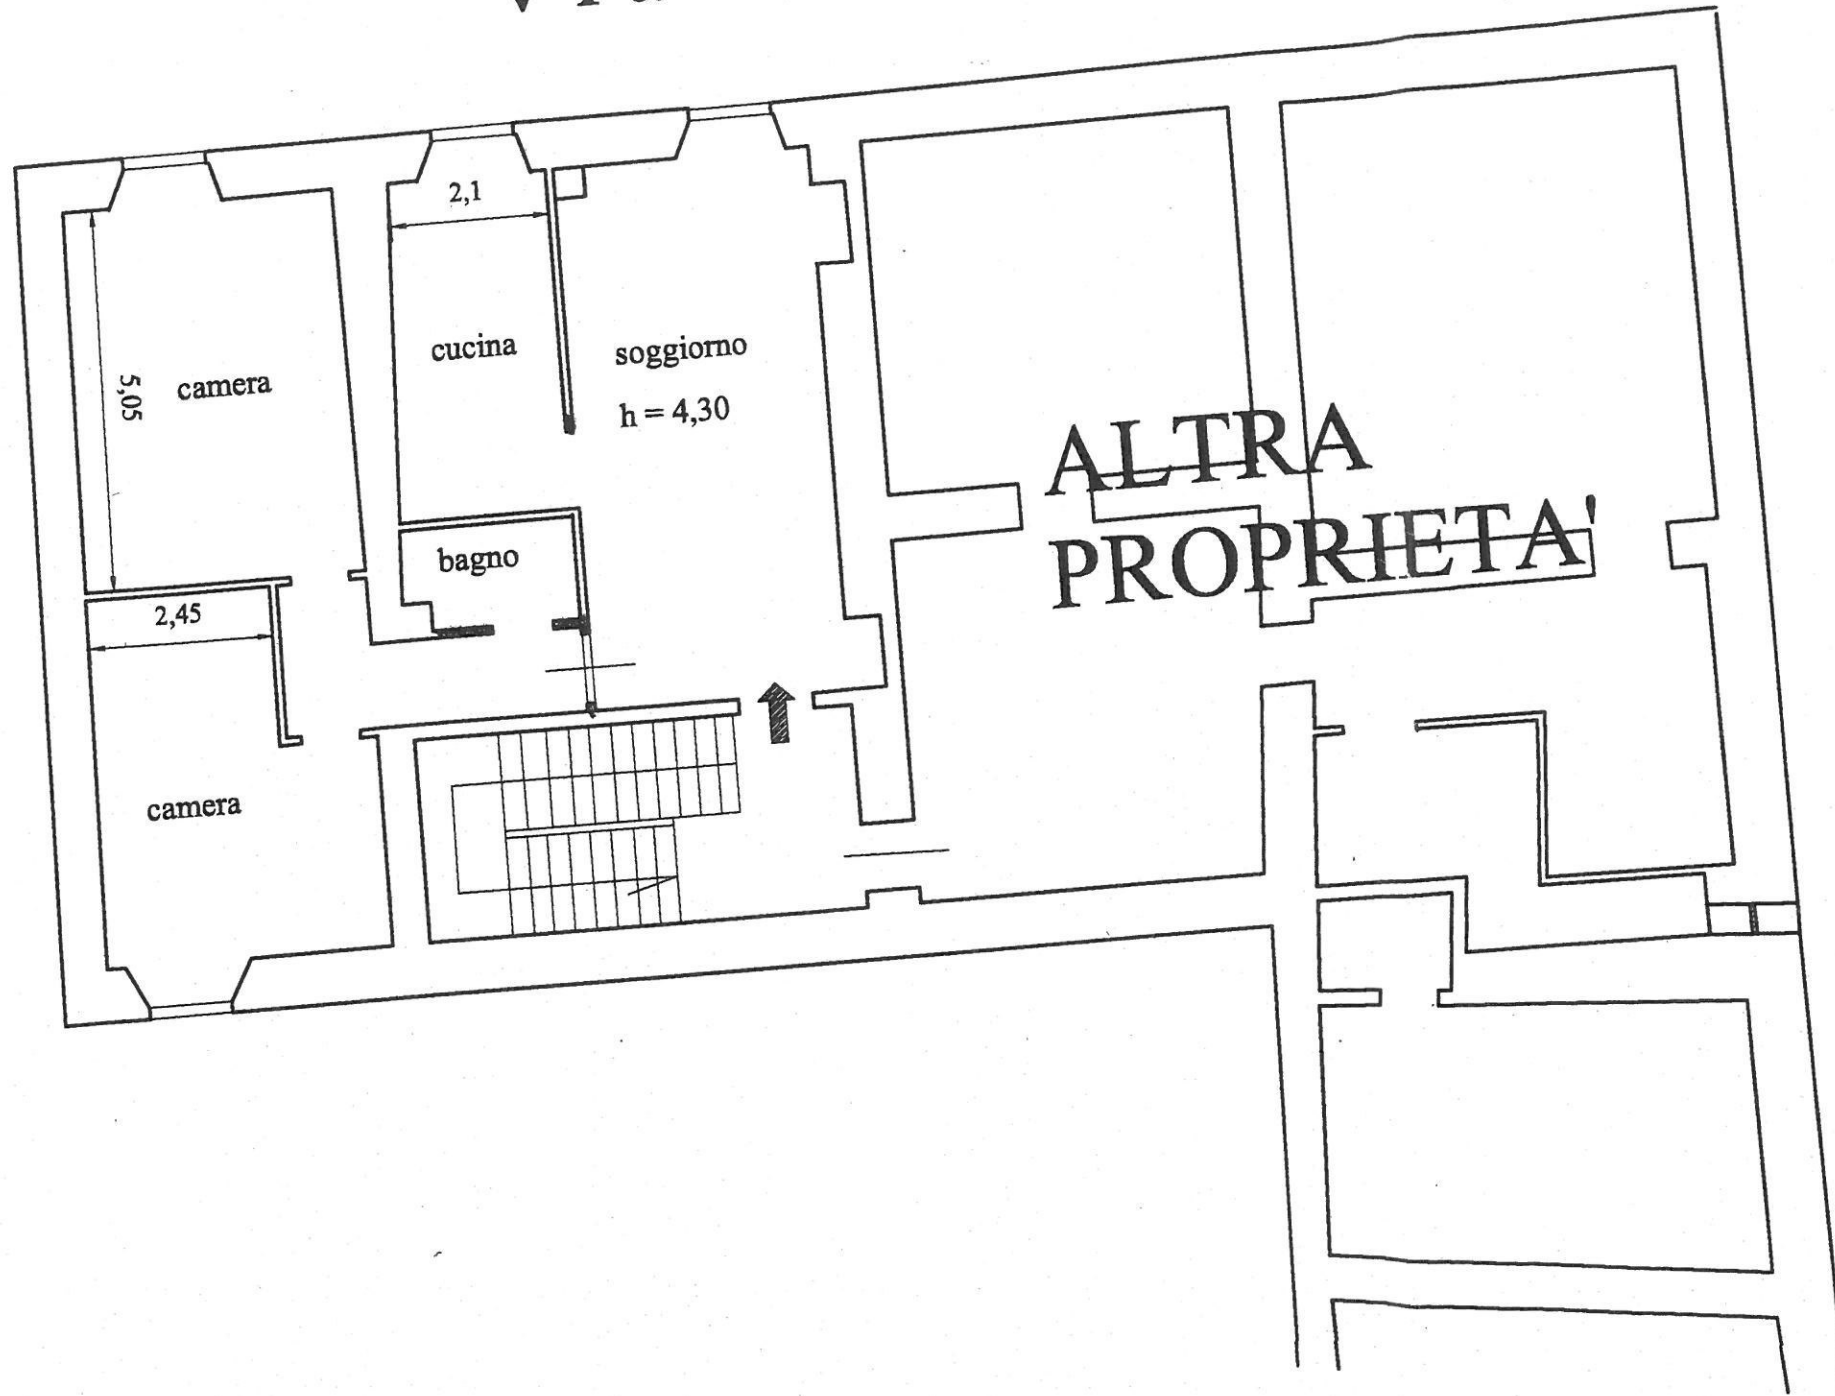 2,1
cucina
soggiorno
h = 4,30
camera
5,05
bagno
2,45
camera
ALTRA
PROPRIETA'